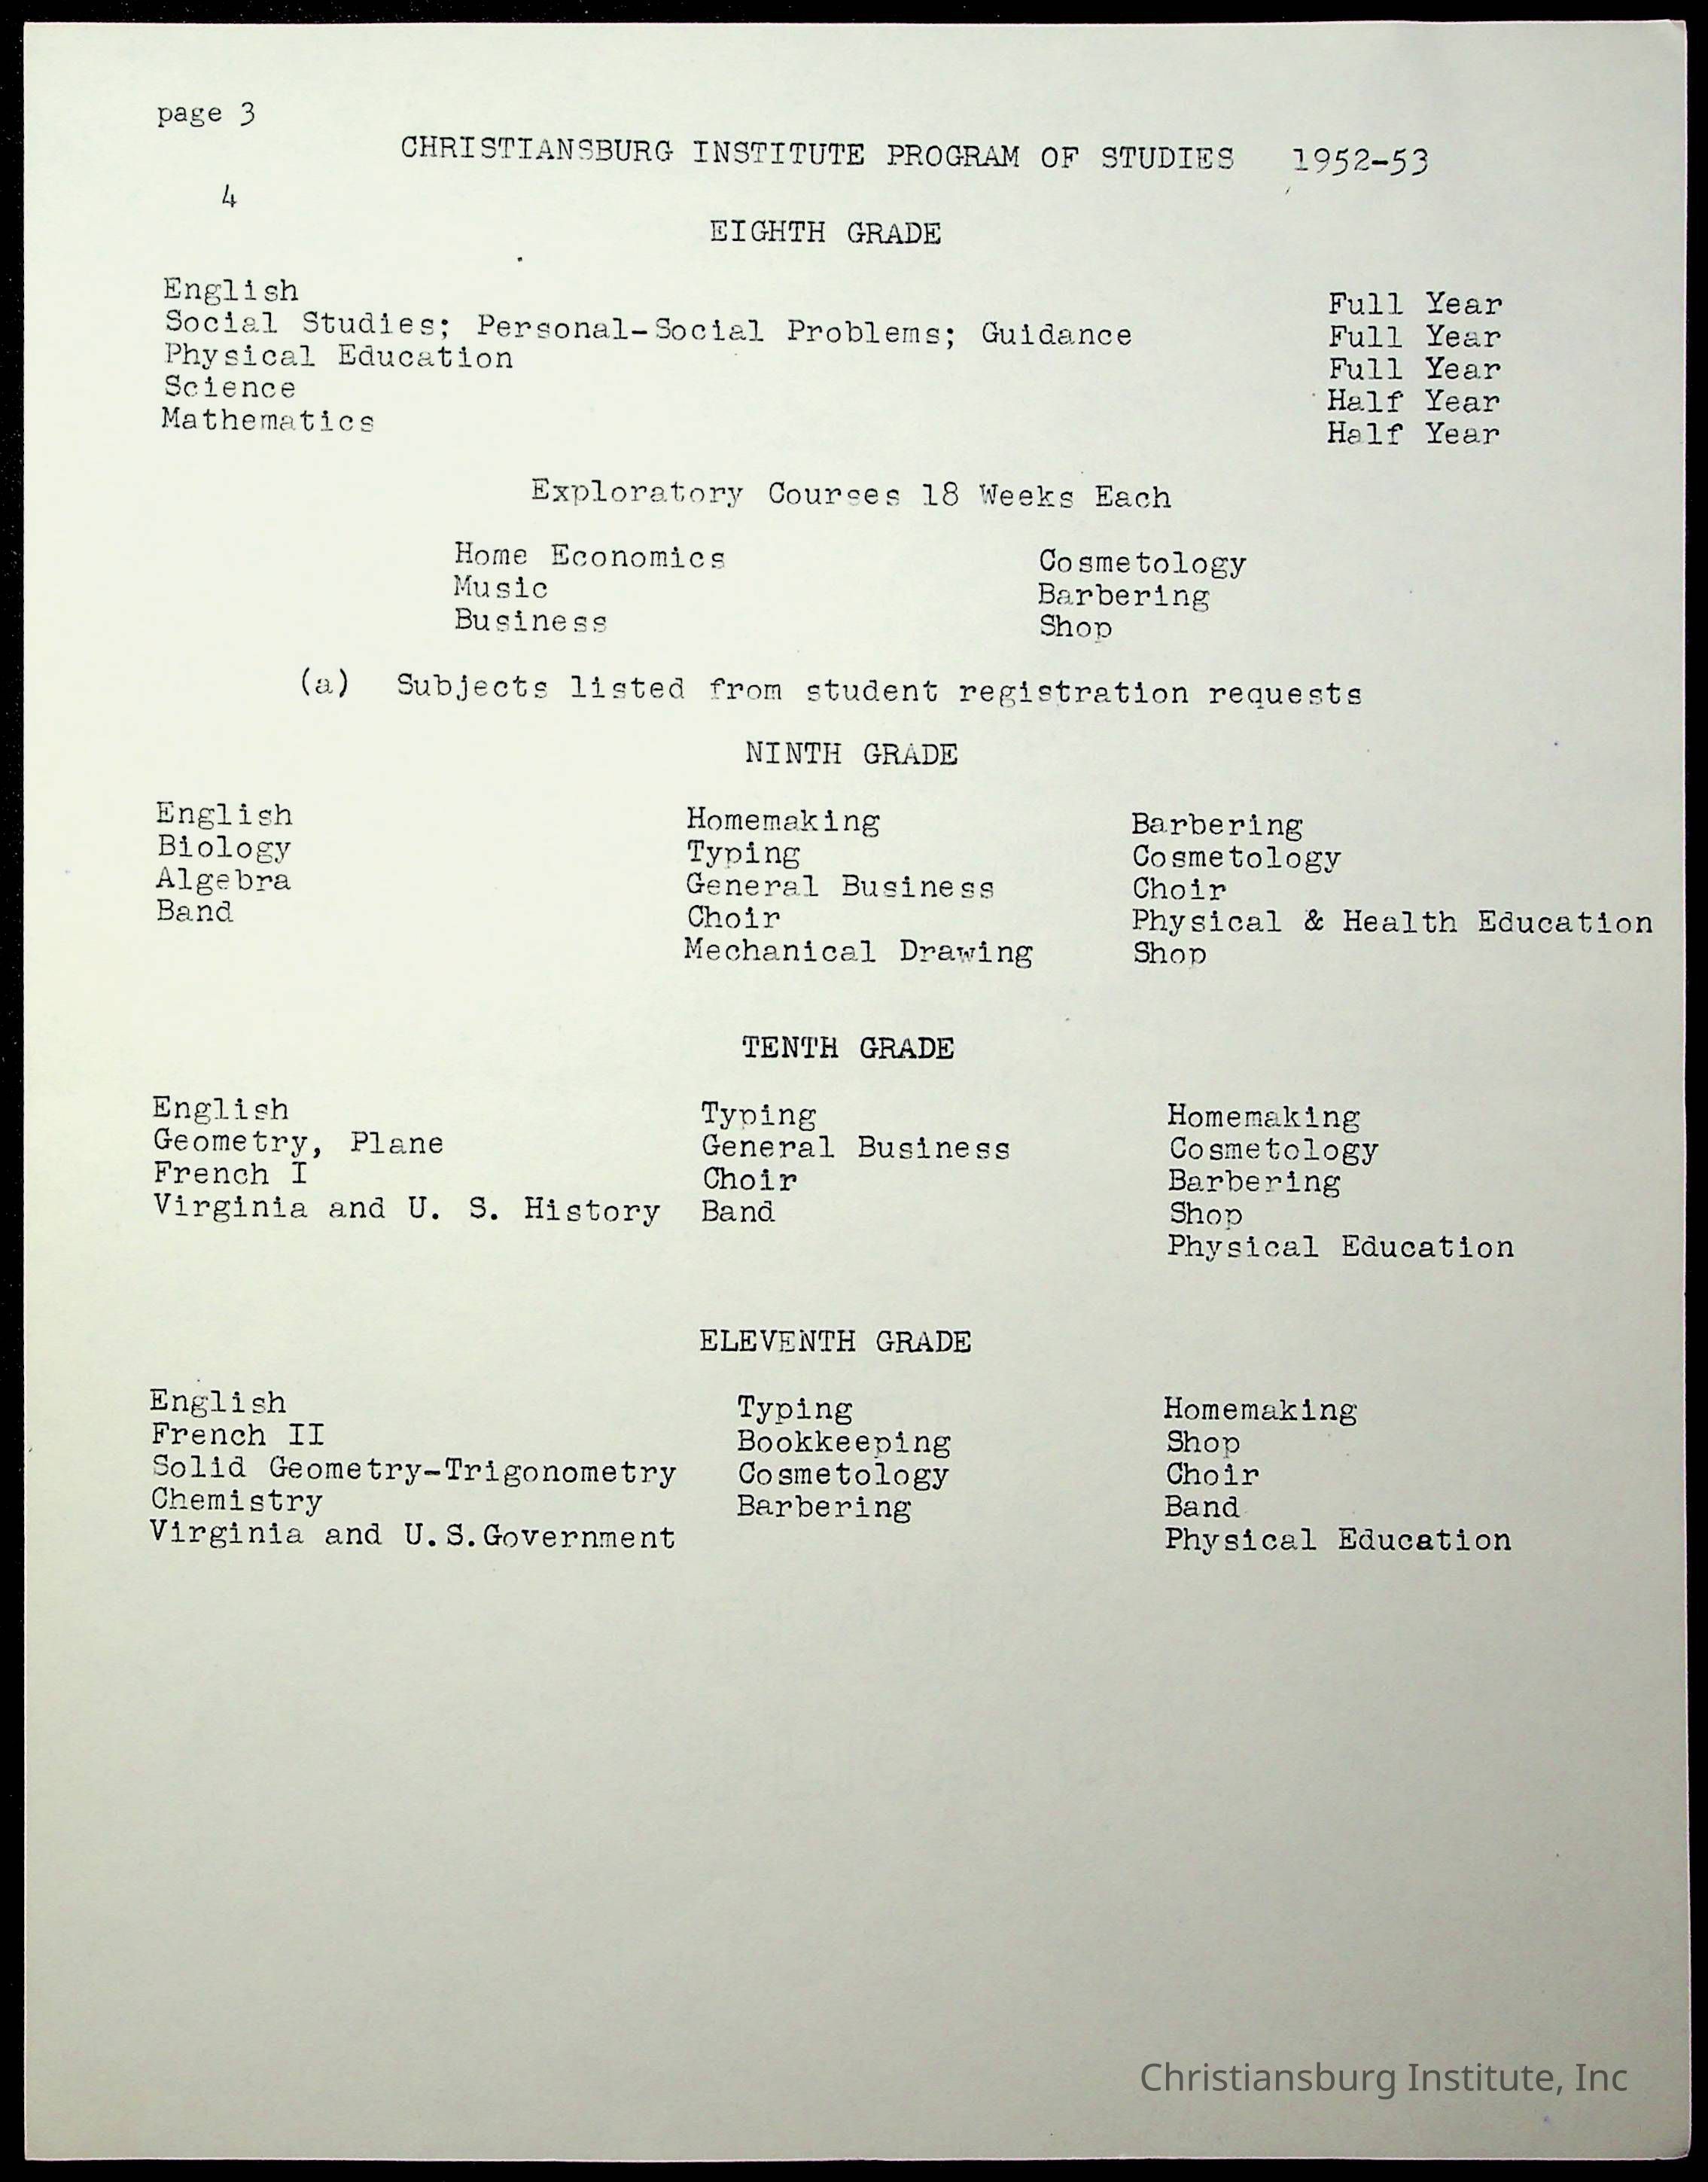 page 3
CHRISTIANSBURG INSTITUTE PROGRAM OF STUDIES 1952-53
4
EIGHTH GRADE
English Full Year
Social Studies; Personal-Social Problems; Guidance Full Year
Physical Education Full Year
Science Half Year
Mathematics Half Year
Exploratory Courses 18 Weeks Each
Home Economics Cosmetology
Music Barbering
Business Shop
(a) Subjects listed from student registration requests
NINTH GRADE
English Homemaking Barbering
Biology Typing Cosmetology
Algebra General Business Choir
Band Choir Physical & Health Education
Mechanical Drawing Shop
TENTH GRADE
English Typing Homemaking
Geometry, Plane General Business Cosmetology
French I Choir Barbering
Virginia and U. S. History Band Shop
Physical Education
ELEVENTH GRADE
English Typing Homemaking
French II Bookkeeping Shop
Solid Geometry-Trigonometry Cosmetology Choir
Chemistry Barbering Band
Virginia and U.S.Government Physical Education
Christiansburg Institute, Inc